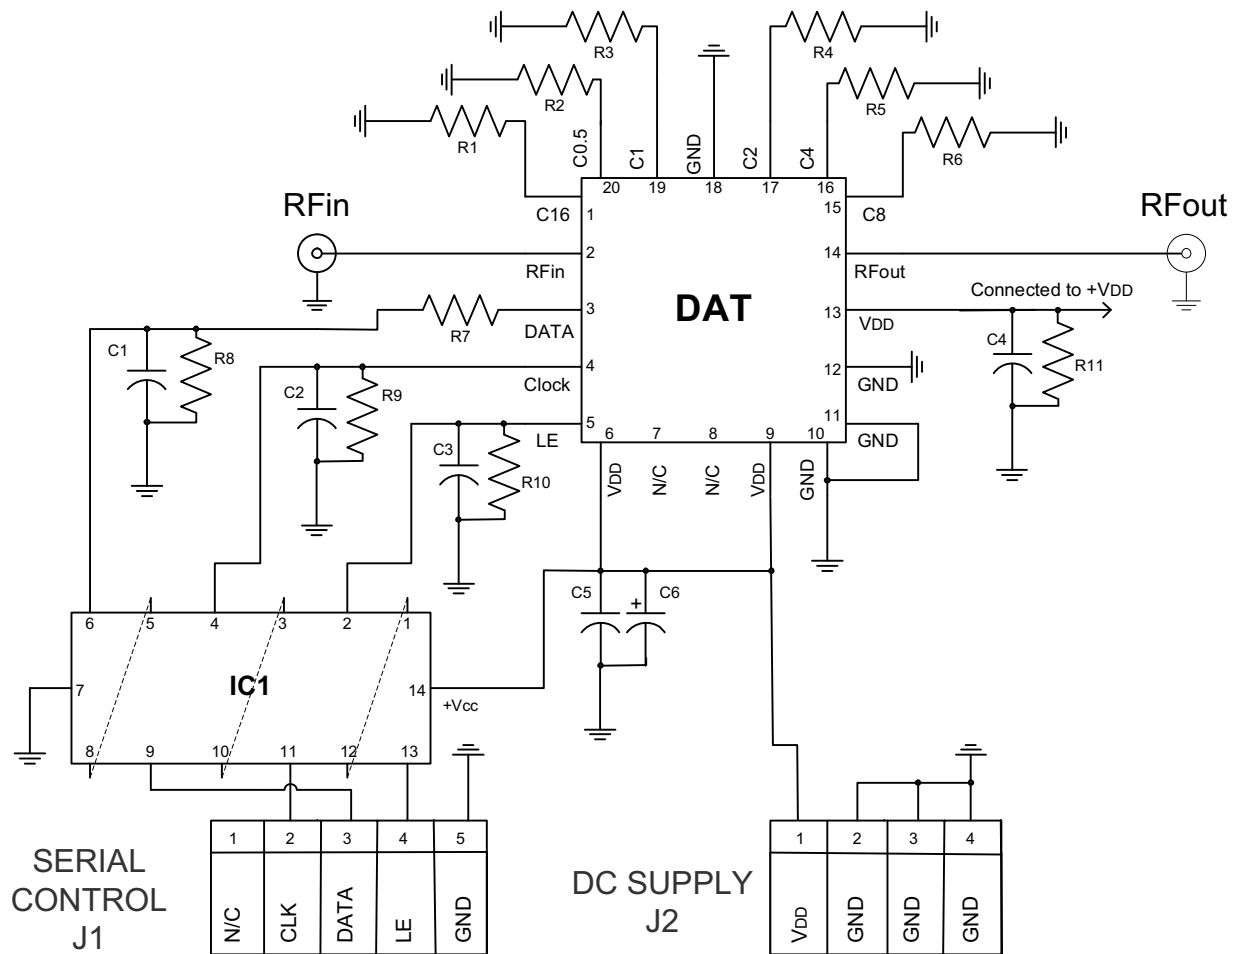 R3
R4
R2
R5
R1
R6
C0.5
C1
GND
C2
C4
20
19
18
17
16
C16
1
15
C8
RFin
RFout
2
RFin
14
RFout
DAT
3
DATA
R7
13
VDD
Connected to +VDD
C1
R8
C4
R11
4
Clock
C2
R9
12
GND
5
LE
C3
R10
11
GND
6
7
8
9
10
VDD
N/C
N/C
VDD
GND
C5
+
C6
6
5
4
3
2
1
7
IC1
14
+Vcc
8
9
10
11
12
13
SERIAL
CONTROL
J1
1
2
3
4
5
N/C
CLK
DATA
LE
GND
DC SUPPLY
J2
1
2
3
4
VDD
GND
GND
GND